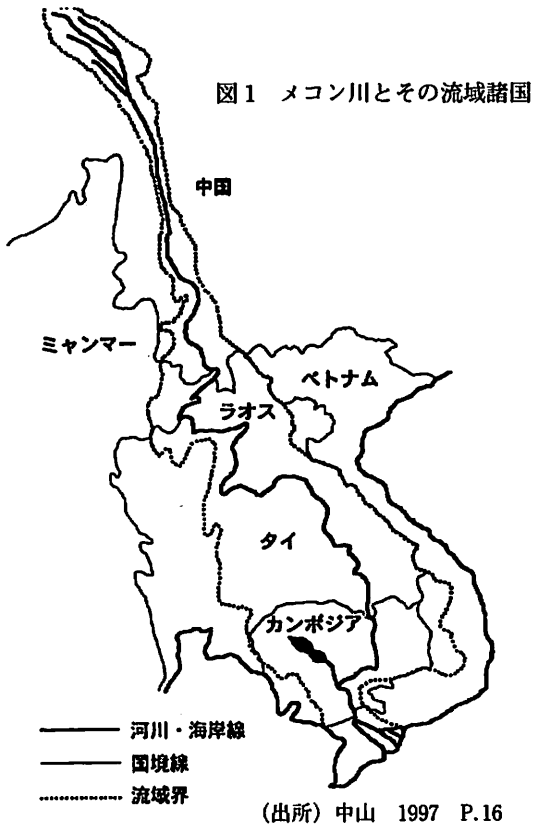 図1 メコン川とその流域諸国
中国
ミャンマー
ベトナム
ラオス
タイ
カンボジア
河川・海岸線
国境線
流域界
(出所) 中山 1997 P.16